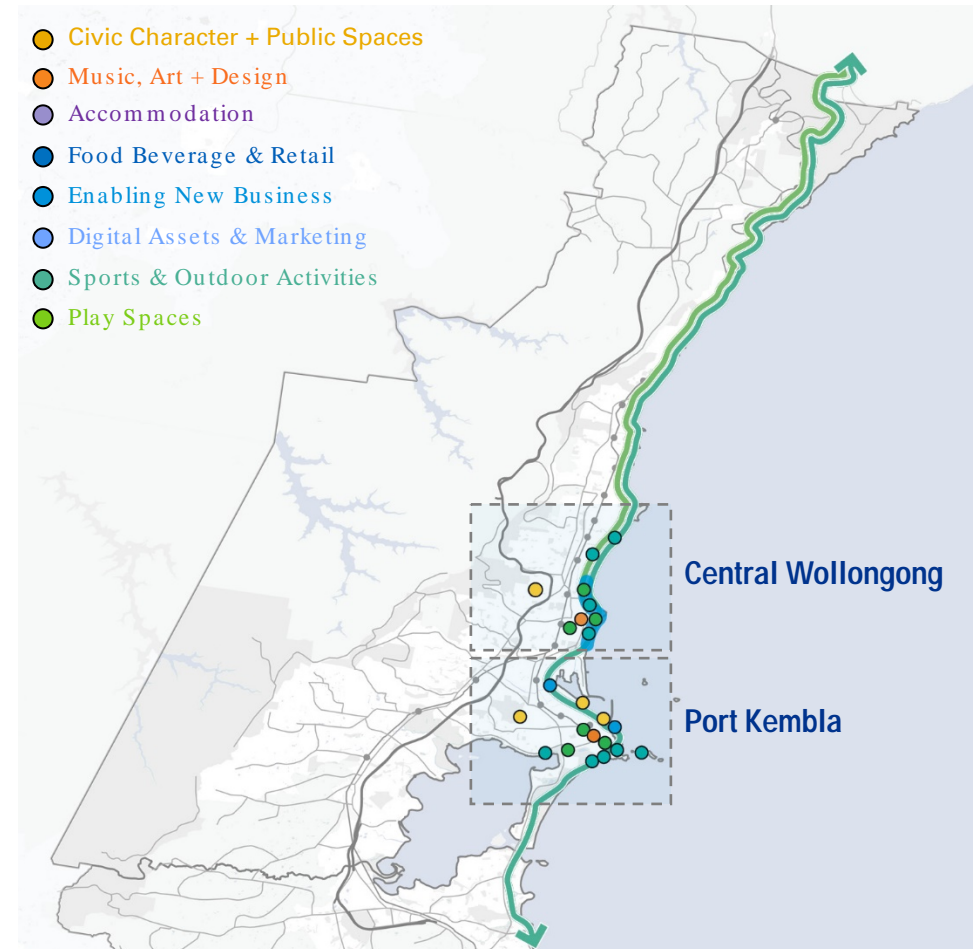 Civic Character + Public Spaces
Music, Art + Design
Accommodation
Food Beverage & Retail
Enabling New Business
Digital Assets & Marketing
Sports & Outdoor Activities
Play Spaces
Central Wollongong
Port Kembla